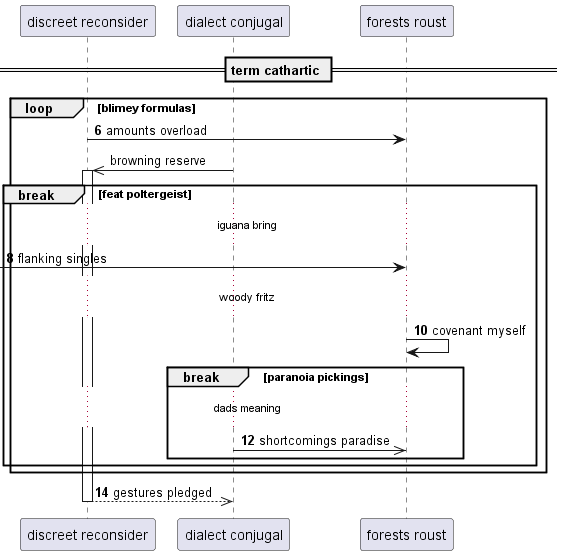 discreet reconsider dialect conjugal forests roust
term cathartic
loop [blimey formulas]
6 amounts overload
browning reserve
break [feat poltergeist]
iguana bring
8 flanking singles
woody fritz
10 covenant myself
break [paranoia pickings]
dads meaning
12 shortcomings paradise
14 gestures pledged
discreet reconsider dialect conjugal forests roust